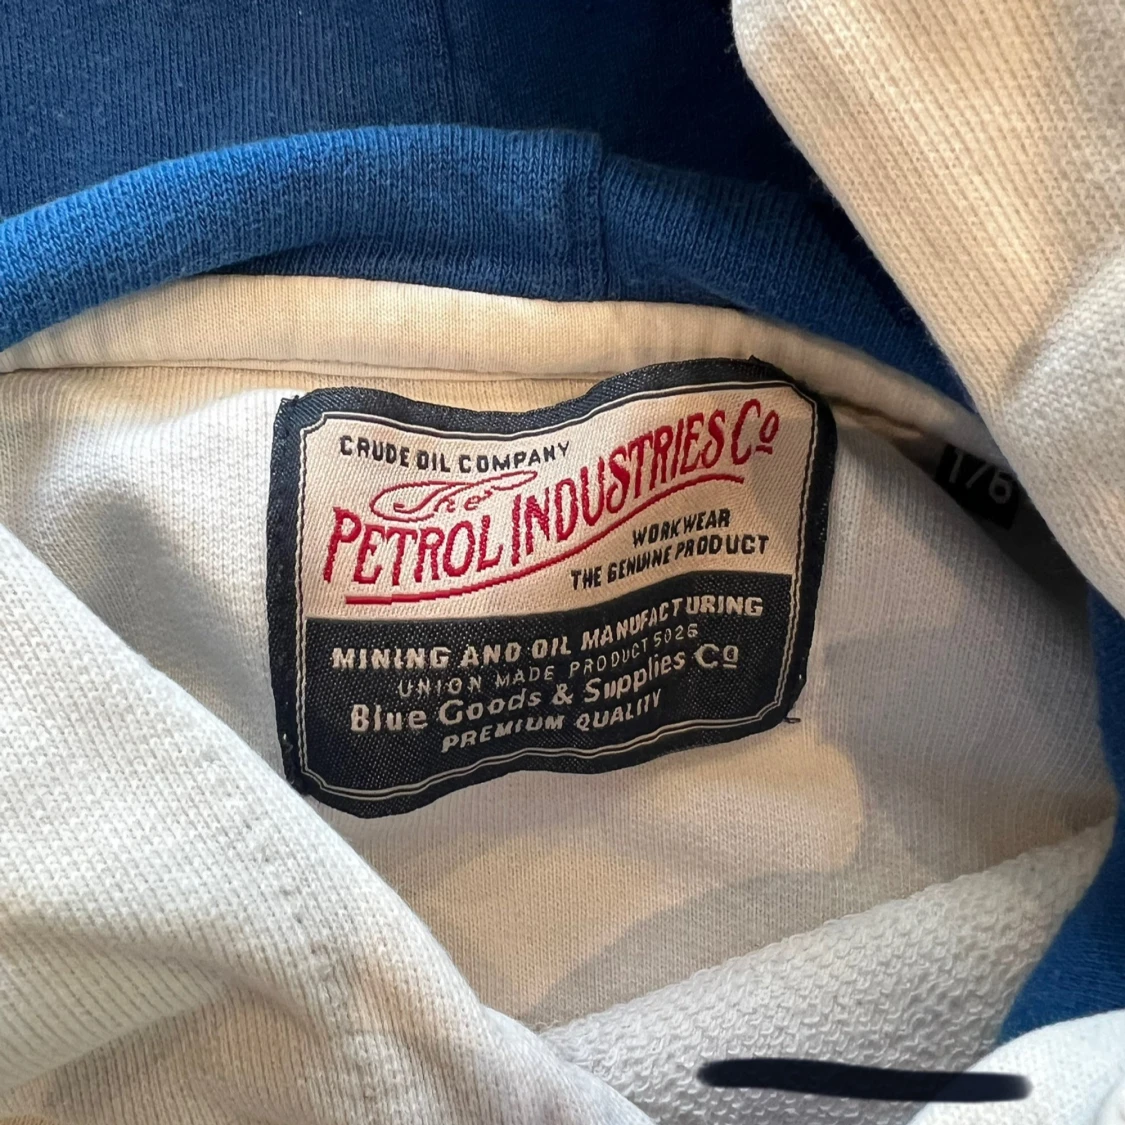 CRUDE OIL COMPANY
The
PETROL INDUSTRIES Co
WORKWEAR
THE GENUINE PRODUCT
MINING AND OIL MANUFACTURING
UNION MADE PRODUCT 5026
Blue Goods & Supplies Co
PREMIUM QUALITY
176